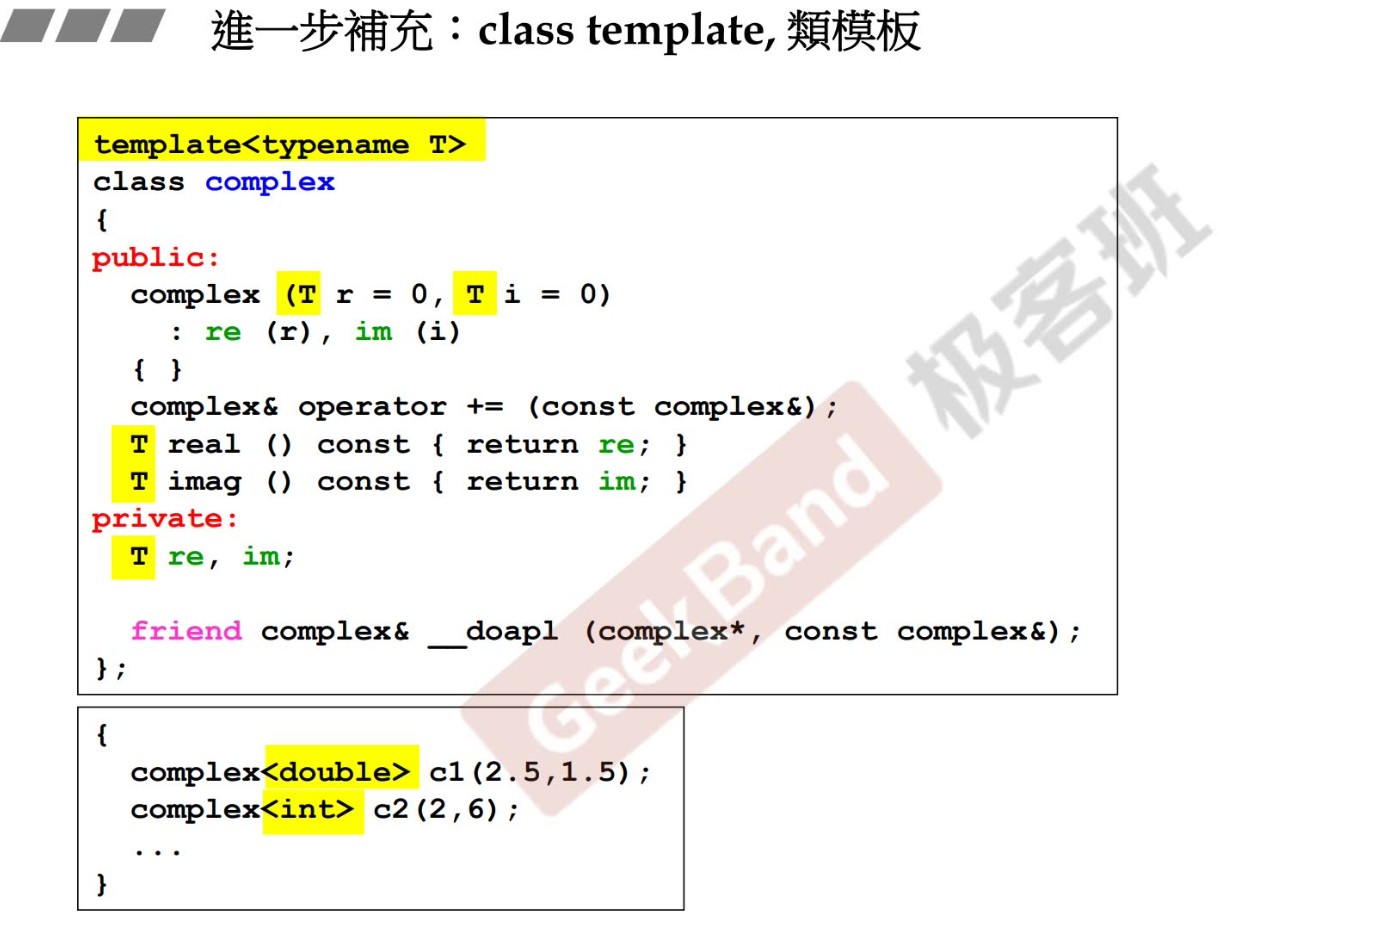 進一步補充：class template, 類模板
template<typename T>
class complex
{
public:
  complex (T r = 0, T i = 0)
    : re (r), im (i)
  { }
  complex& operator += (const complex&);
  T real () const { return re; }
  T imag () const { return im; }
private:
  T re, im;
  friend complex& __doapl (complex*, const complex&);
};
{
  complex<double> c1(2.5,1.5);
  complex<int> c2(2,6);
  ...
}
GeekBand 极客班